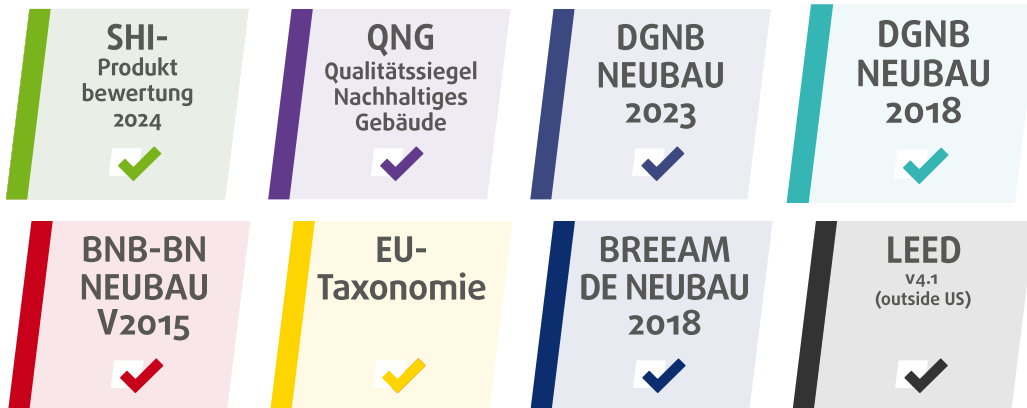 SHI-
Produkt
bewertung
2024
QNG
Qualitätssiegel
Nachhaltiges
Gebäude
DGNB
NEUBAU
2023
DGNB
NEUBAU
2018
BNB-BN
NEUBAU
V2015
EU-
Taxonomie
BREEAM
DE NEUBAU
2018
LEED
v4.1
(outside US)